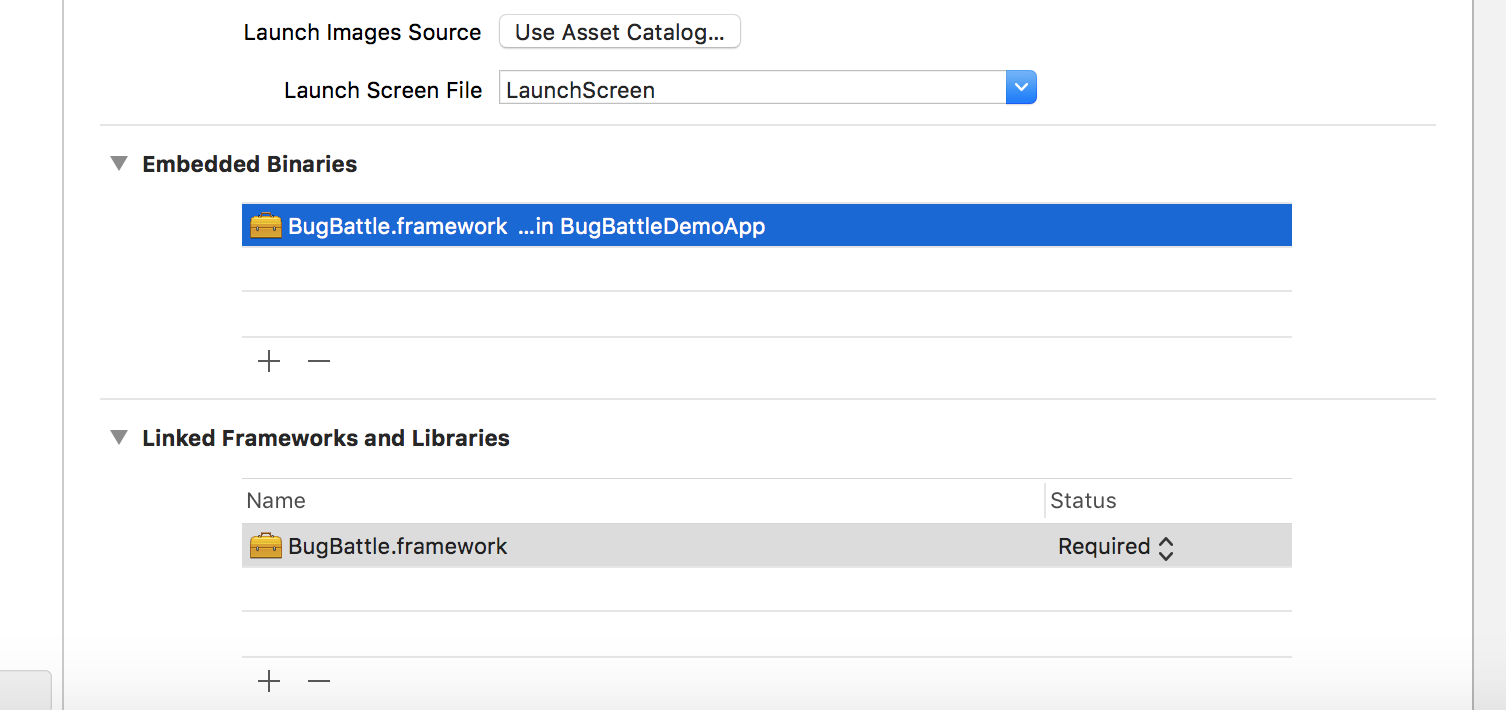 Launch Images Source Use Asset Catalog...
Launch Screen File LaunchScreen
Embedded Binaries
BugBattle.framework ...in BugBattleDemoApp
Linked Frameworks and Libraries
Name Status
BugBattle.framework Required